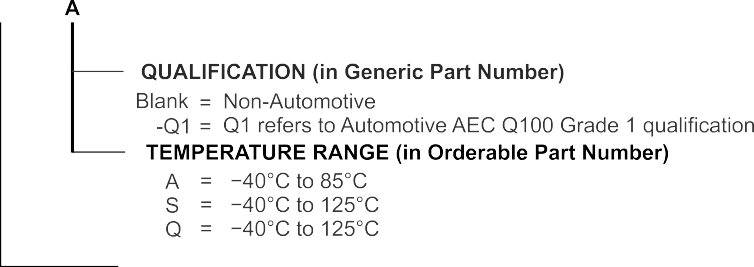 A
QUALIFICATION (in Generic Part Number)
Blank = Non-Automotive
-Q1 = Q1 refers to Automotive AEC Q100 Grade 1 qualification
TEMPERATURE RANGE (in Orderable Part Number)
A = −40°C to 85°C
S = −40°C to 125°C
Q = −40°C to 125°C